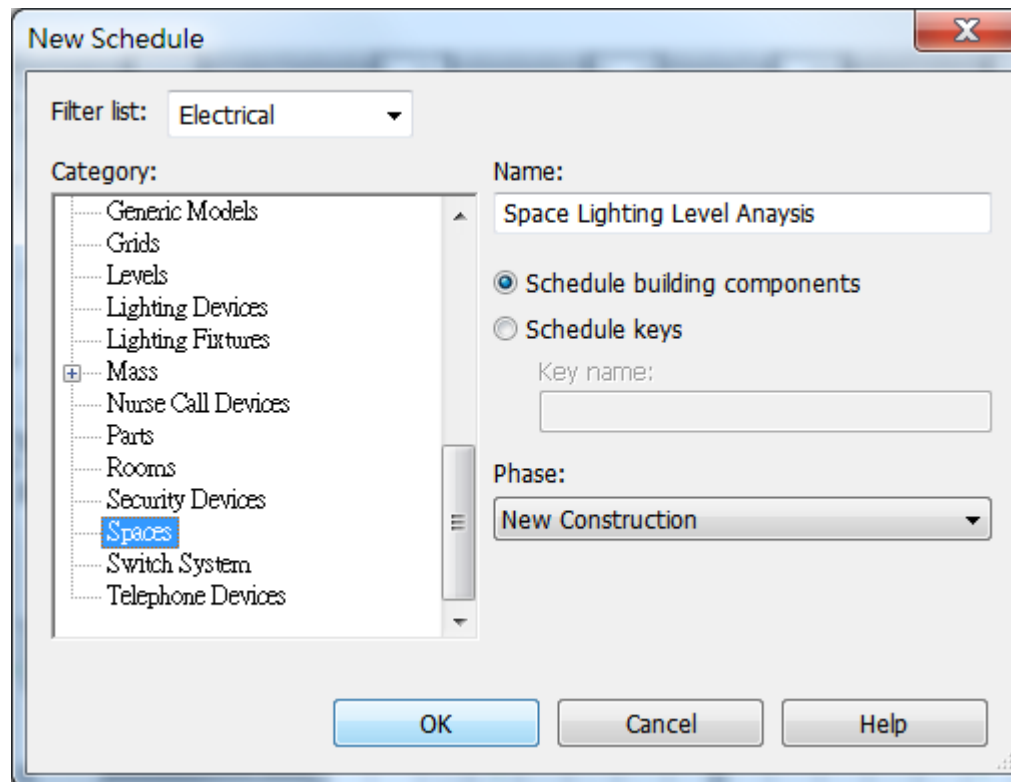 New Schedule
X
Filter list: Electrical
Category:
Generic Models
Grids
Levels
Lighting Devices
Lighting Fixtures
Mass
Nurse Call Devices
Parts
Rooms
Security Devices
Spaces
Switch System
Telephone Devices
Name:
Space Lighting Level Anaysis
Schedule building components
Schedule keys
Key name:
Phase:
New Construction
OK Cancel Help